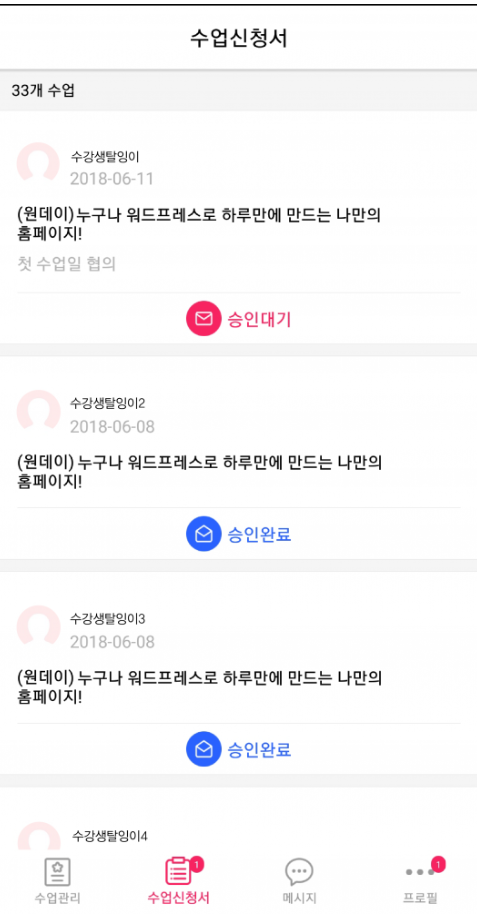 수업신청서
33개 수업
수강생탈잉이
2018-06-11
(원데이) 누구나 워드프레스로 하루만에 만드는 나만의
홈페이지!
첫 수업일 협의
승인대기
수강생탈잉이2
2018-06-08
(원데이) 누구나 워드프레스로 하루만에 만드는 나만의
홈페이지!
승인완료
수강생탈잉이3
2018-06-08
(원데이) 누구나 워드프레스로 하루만에 만드는 나만의
홈페이지!
승인완료
수강생탈잉이4
1 1
수업관리 수업신청서 메시지 프로필